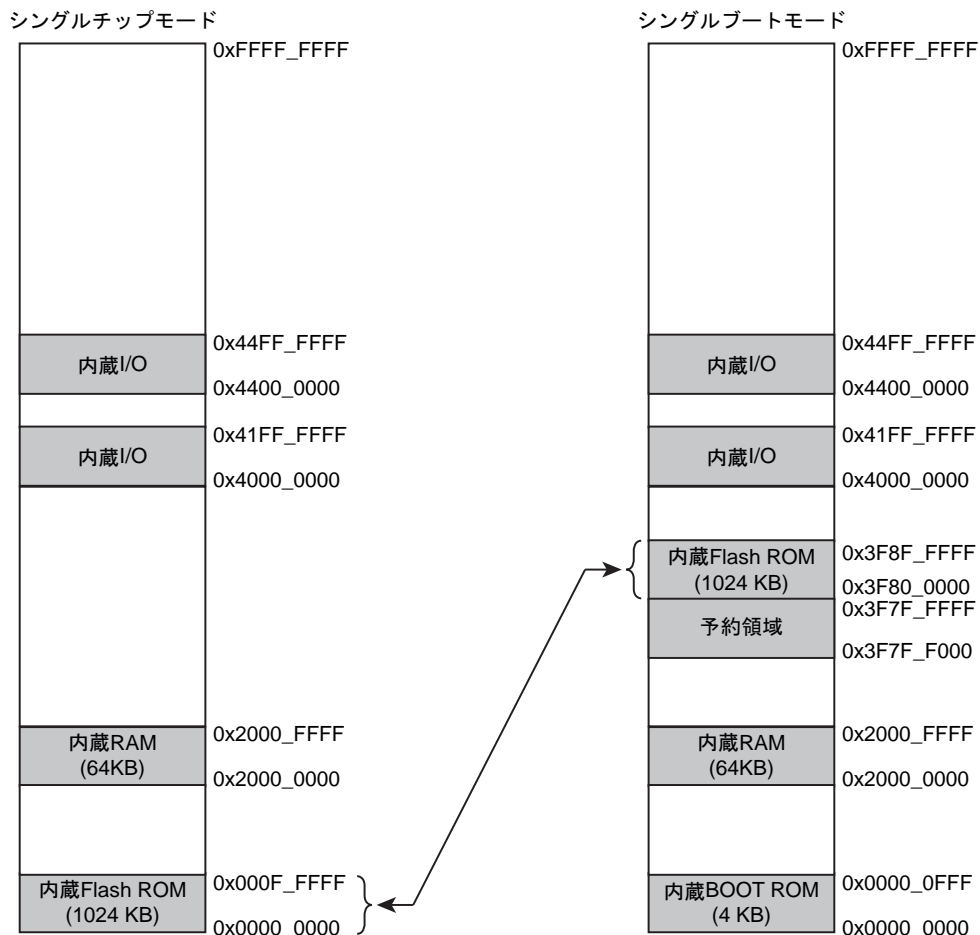 シングルチップモード
0xFFFF_FFFF
内蔵I/O
0x44FF_FFFF
0x4400_0000
内蔵I/O
0x41FF_FFFF
0x4000_0000
内蔵RAM
(64KB)
0x2000_FFFF
0x2000_0000
内蔵Flash ROM
(1024 KB)
0x000F_FFFF
0x0000_0000
シングルブートモード
0xFFFF_FFFF
内蔵I/O
0x44FF_FFFF
0x4400_0000
内蔵I/O
0x41FF_FFFF
0x4000_0000
内蔵Flash ROM
(1024 KB)
0x3F8F_FFFF
0x3F80_0000
0x3F7F_FFFF
予約領域
0x3F7F_F000
内蔵RAM
(64KB)
0x2000_FFFF
0x2000_0000
内蔵BOOT ROM
(4 KB)
0x0000_0FFF
0x0000_0000